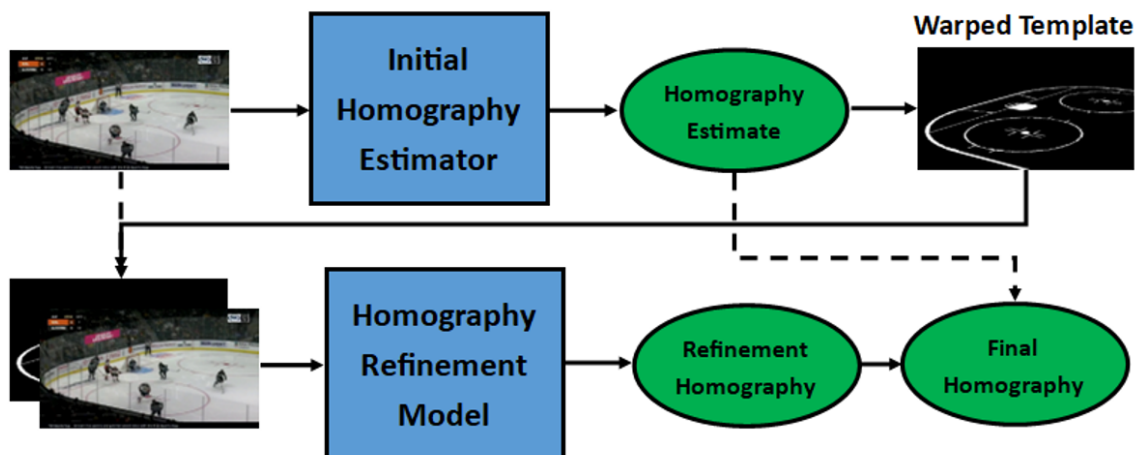 Warped Template
Initial
Homography
Estimator
Homography
Estimate
Homography
Refinement
Model
Refinement
Homography
Final
Homography